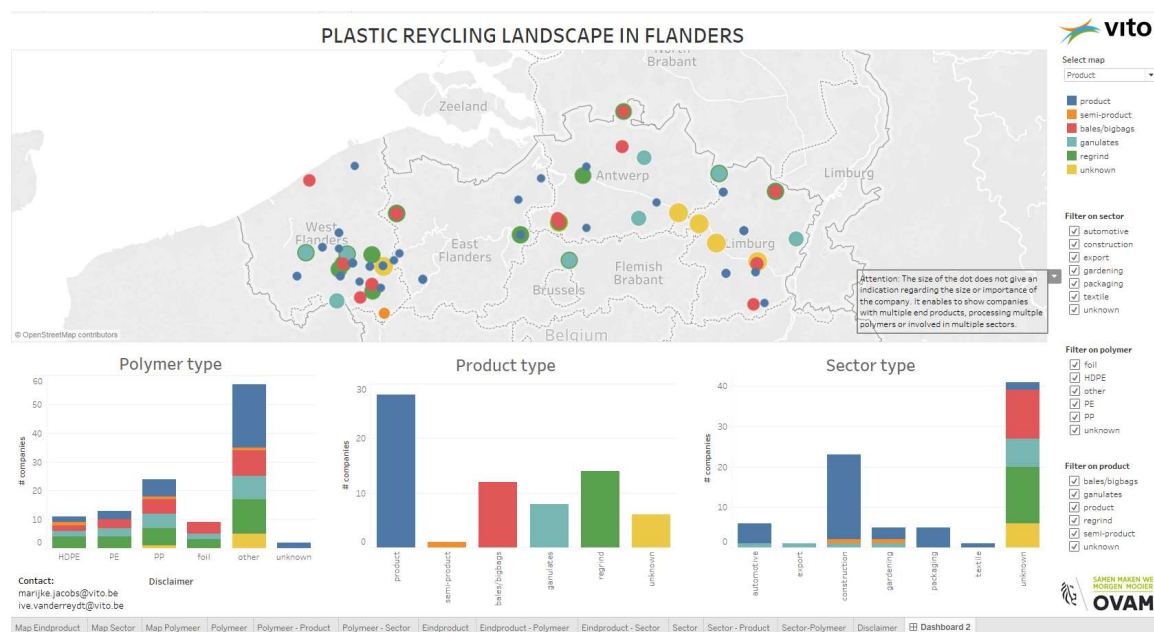 PLASTIC REYCLING LANDSCAPE IN FLANDERS
vito
Select map
Product
product
semi-product
bales/bigbags
ganulates
regrind
unknown
North
Brabant
Zeeland
Antwerp
Limburg
West
Flanders
East
Flanders
Limburg
Flemish
Brabant
Brussels
Belgium
© OpenStreetMap contributors
Attention: The size of the dot does not give an
indication regarding the size or importance of
the company. It enables to show companies
with multiple end products, processing multple
polymers or involved in multiple sectors.
Filter on sector
automotive
construction
export
gardening
packaging
textile
unknown
Filter on polymer
foil
HDPE
other
PE
PP
unknown
Filter on product
bales/bigbags
ganulates
product
regrind
semi-product
unknown
Polymer type
# companies
60
50
40
30
20
10
0
HDPE
PE
PP
foil
other
unknown
Product type
# companies
30
20
10
0
product
semi-product
bales/bigbags
ganulates
regrind
unknown
Sector type
# companies
40
30
20
10
0
automotive
export
construction
gardening
packaging
textile
unknown
Contact:
marijke.jacobs@vito.be
ive.vanderreydt@vito.be
Disclaimer
SAMEN MAKEN WE
MORGEN MOOIER
OVAM
Map Eindproduct
Map Sector
Map Polymeer
Polymeer
Polymeer - Product
Polymeer - Sector
Eindproduct
Eindproduct - Polymeer
Eindproduct - Sector
Sector
Sector - Product
Sector-Polymeer
Disclaimer
Dashboard 2